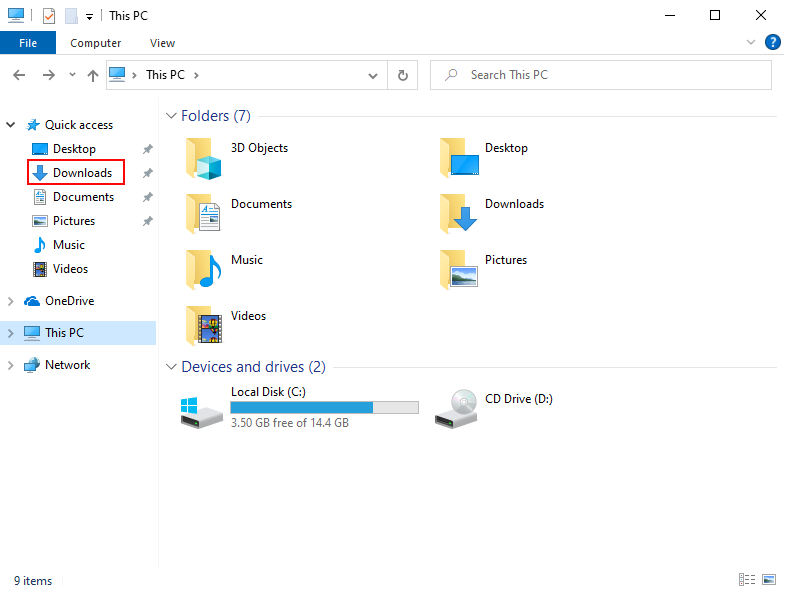 This PC
File Computer View
This PC
Search This PC
Quick access
Desktop
Downloads
Documents
Pictures
Music
Videos
OneDrive
This PC
Network
Folders (7)
3D Objects
Desktop
Documents
Downloads
Music
Pictures
Videos
Devices and drives (2)
Local Disk (C:)
3.50 GB free of 14.4 GB
CD Drive (D:)
9 items